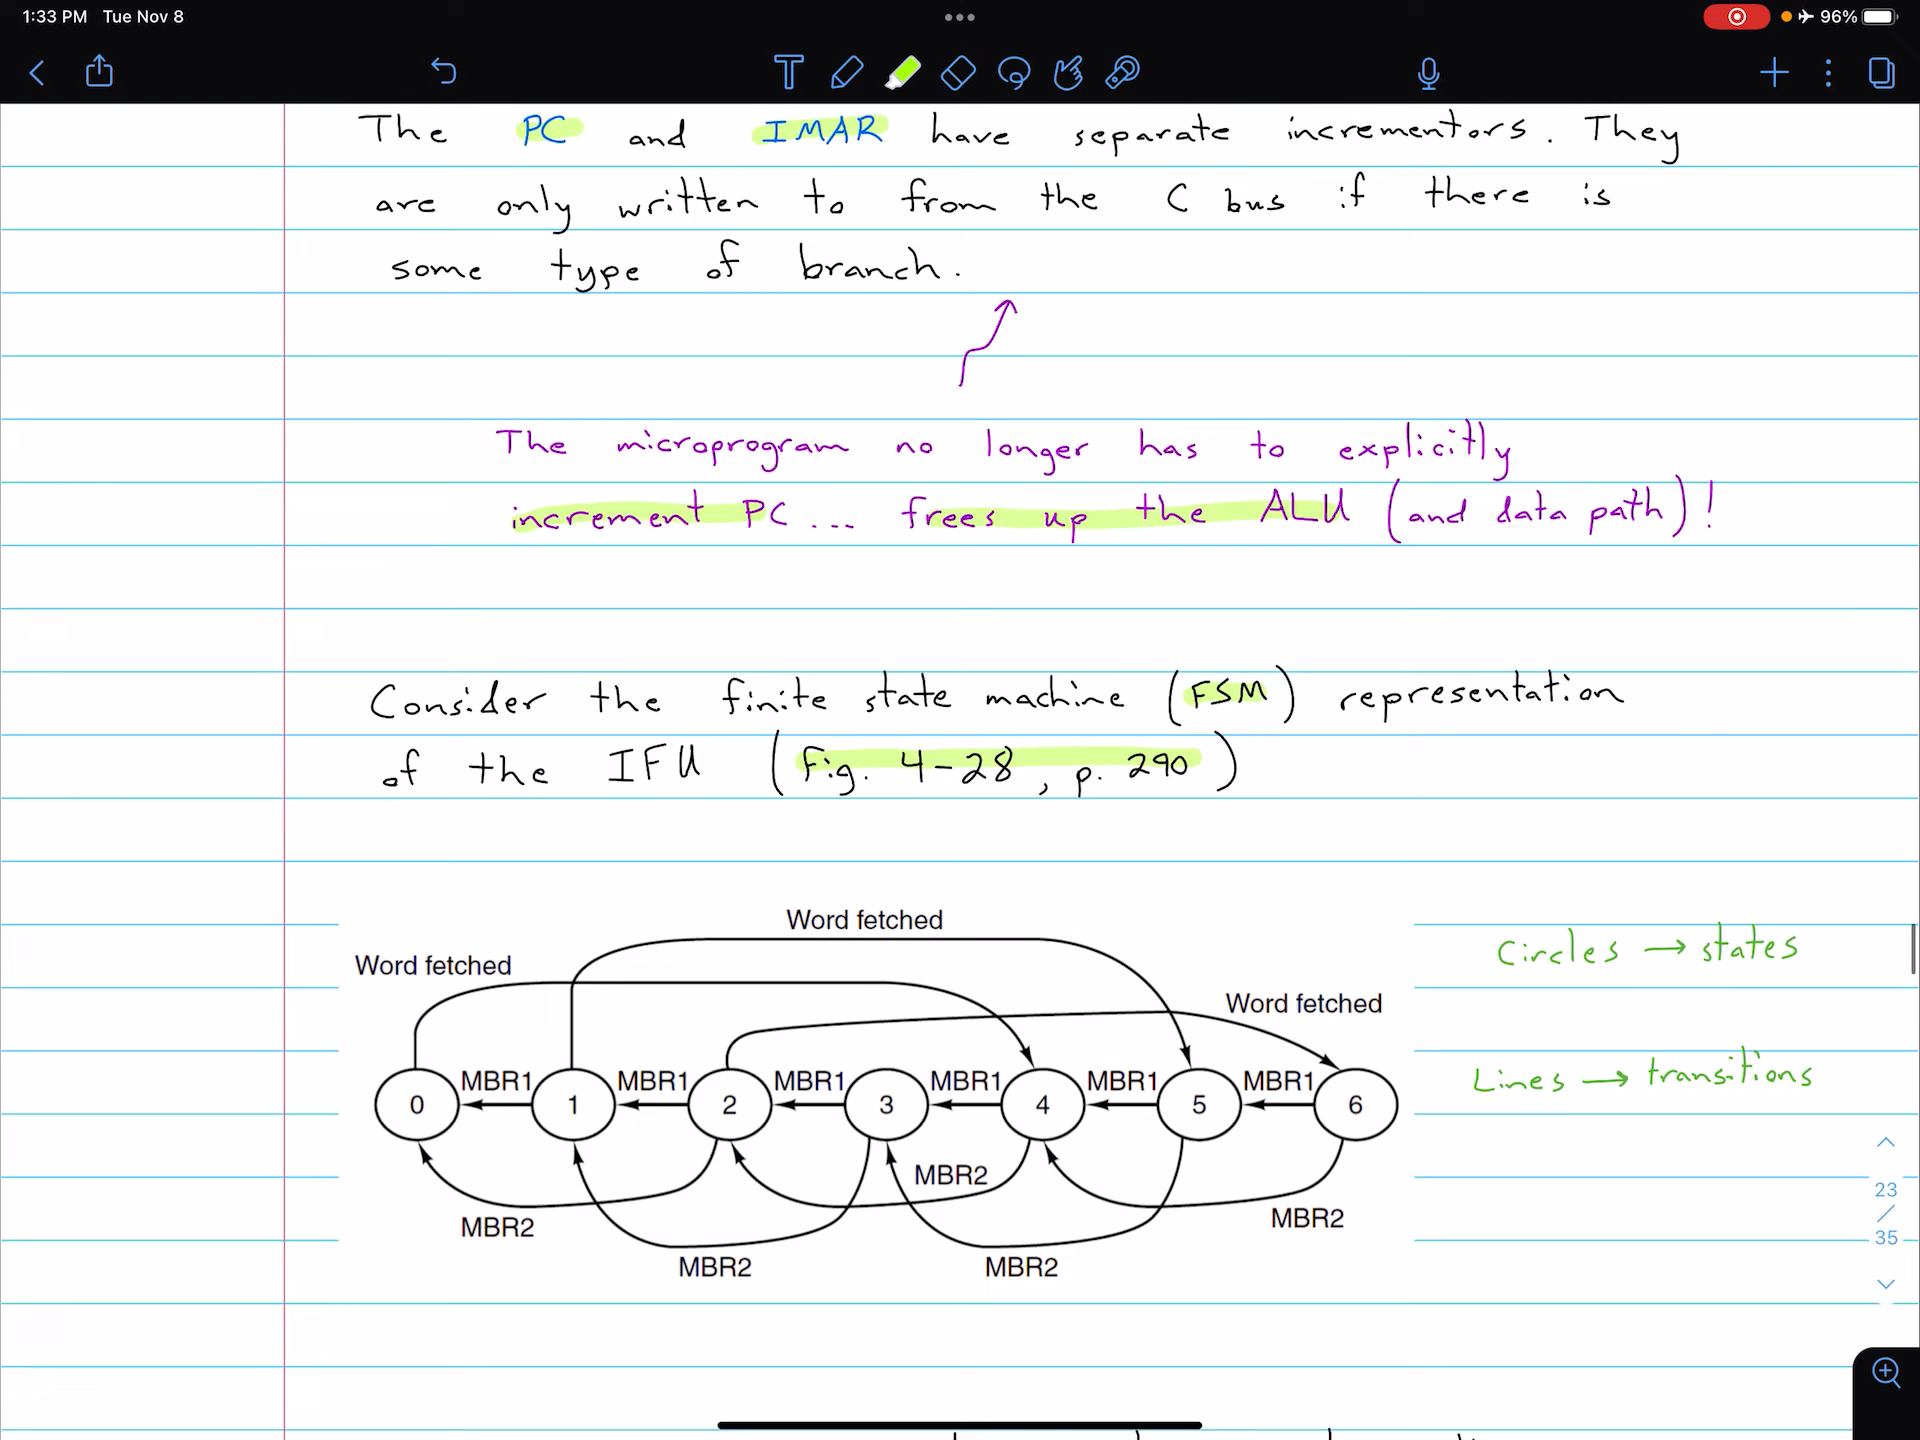 1:33 PM Tue Nov 8
96%
The PC and IMAR have separate incrementors. They
are only written to from the C bus if there is
some type of branch.
The microprogram no longer has to explicitly
increment PC... frees up the ALU (and data path)!
Consider the finite state machine (FSM) representation
of the IFU (Fig. 4-28, p. 290)
Word fetched
Word fetched
Word fetched
Circles → states
Lines → transitions
MBR1 MBR1 MBR1 MBR1 MBR1 MBR1
0 1 2 3 4 5 6
MBR2
MBR2
MBR2
MBR2
MBR2
23
/
35